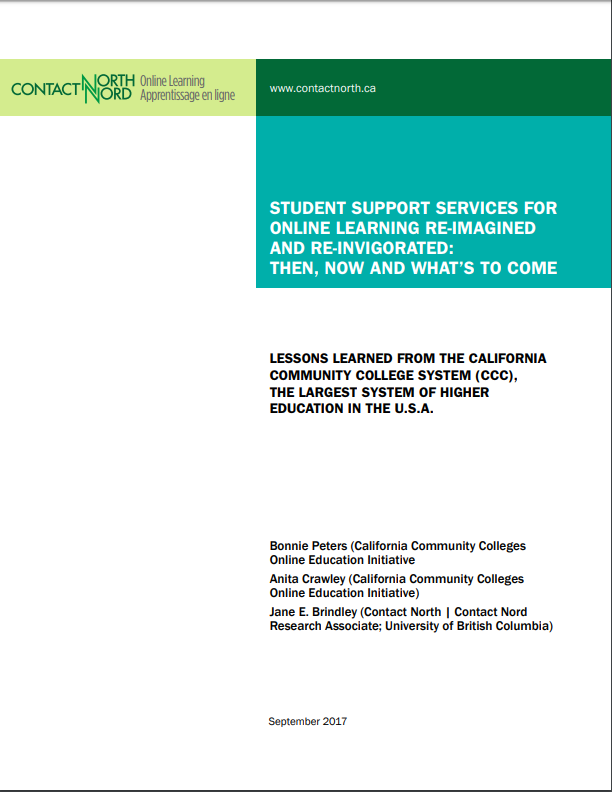 CONTACT NORTH NORD Online Learning Apprentissage en ligne
www.contactnorth.ca
STUDENT SUPPORT SERVICES FOR
ONLINE LEARNING RE-IMAGINED
AND RE-INVIGORATED:
THEN, NOW AND WHAT'S TO COME
LESSONS LEARNED FROM THE CALIFORNIA
COMMUNITY COLLEGE SYSTEM (CCC),
THE LARGEST SYSTEM OF HIGHER
EDUCATION IN THE U.S.A.
Bonnie Peters (California Community Colleges
Online Education Initiative
Anita Crawley (California Community Colleges
Online Education Initiative)
Jane E. Brindley (Contact North | Contact Nord
Research Associate; University of British Columbia)
September 2017